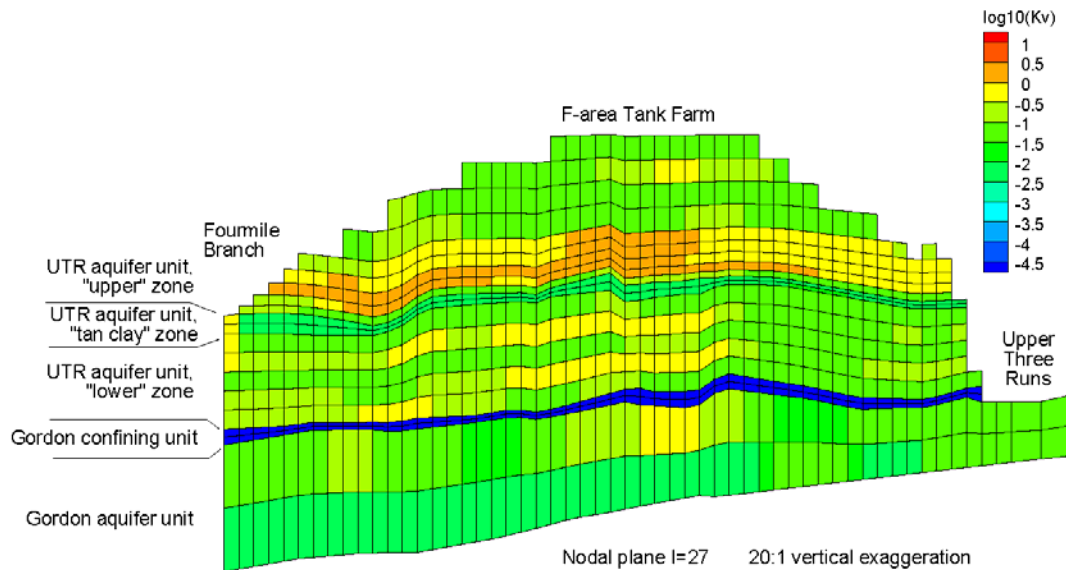 log10(Kv)
1
0.5
0
-0.5
-1
-1.5
-2
-2.5
-3
-3.5
-4
-4.5
F-area Tank Farm
Fourmile
Branch
UTR aquifer unit,
"upper" zone
UTR aquifer unit,
"tan clay" zone
UTR aquifer unit,
"lower" zone
Gordon confining unit
Gordon aquifer unit
Upper
Three
Runs
Nodal plane I=27 20:1 vertical exaggeration